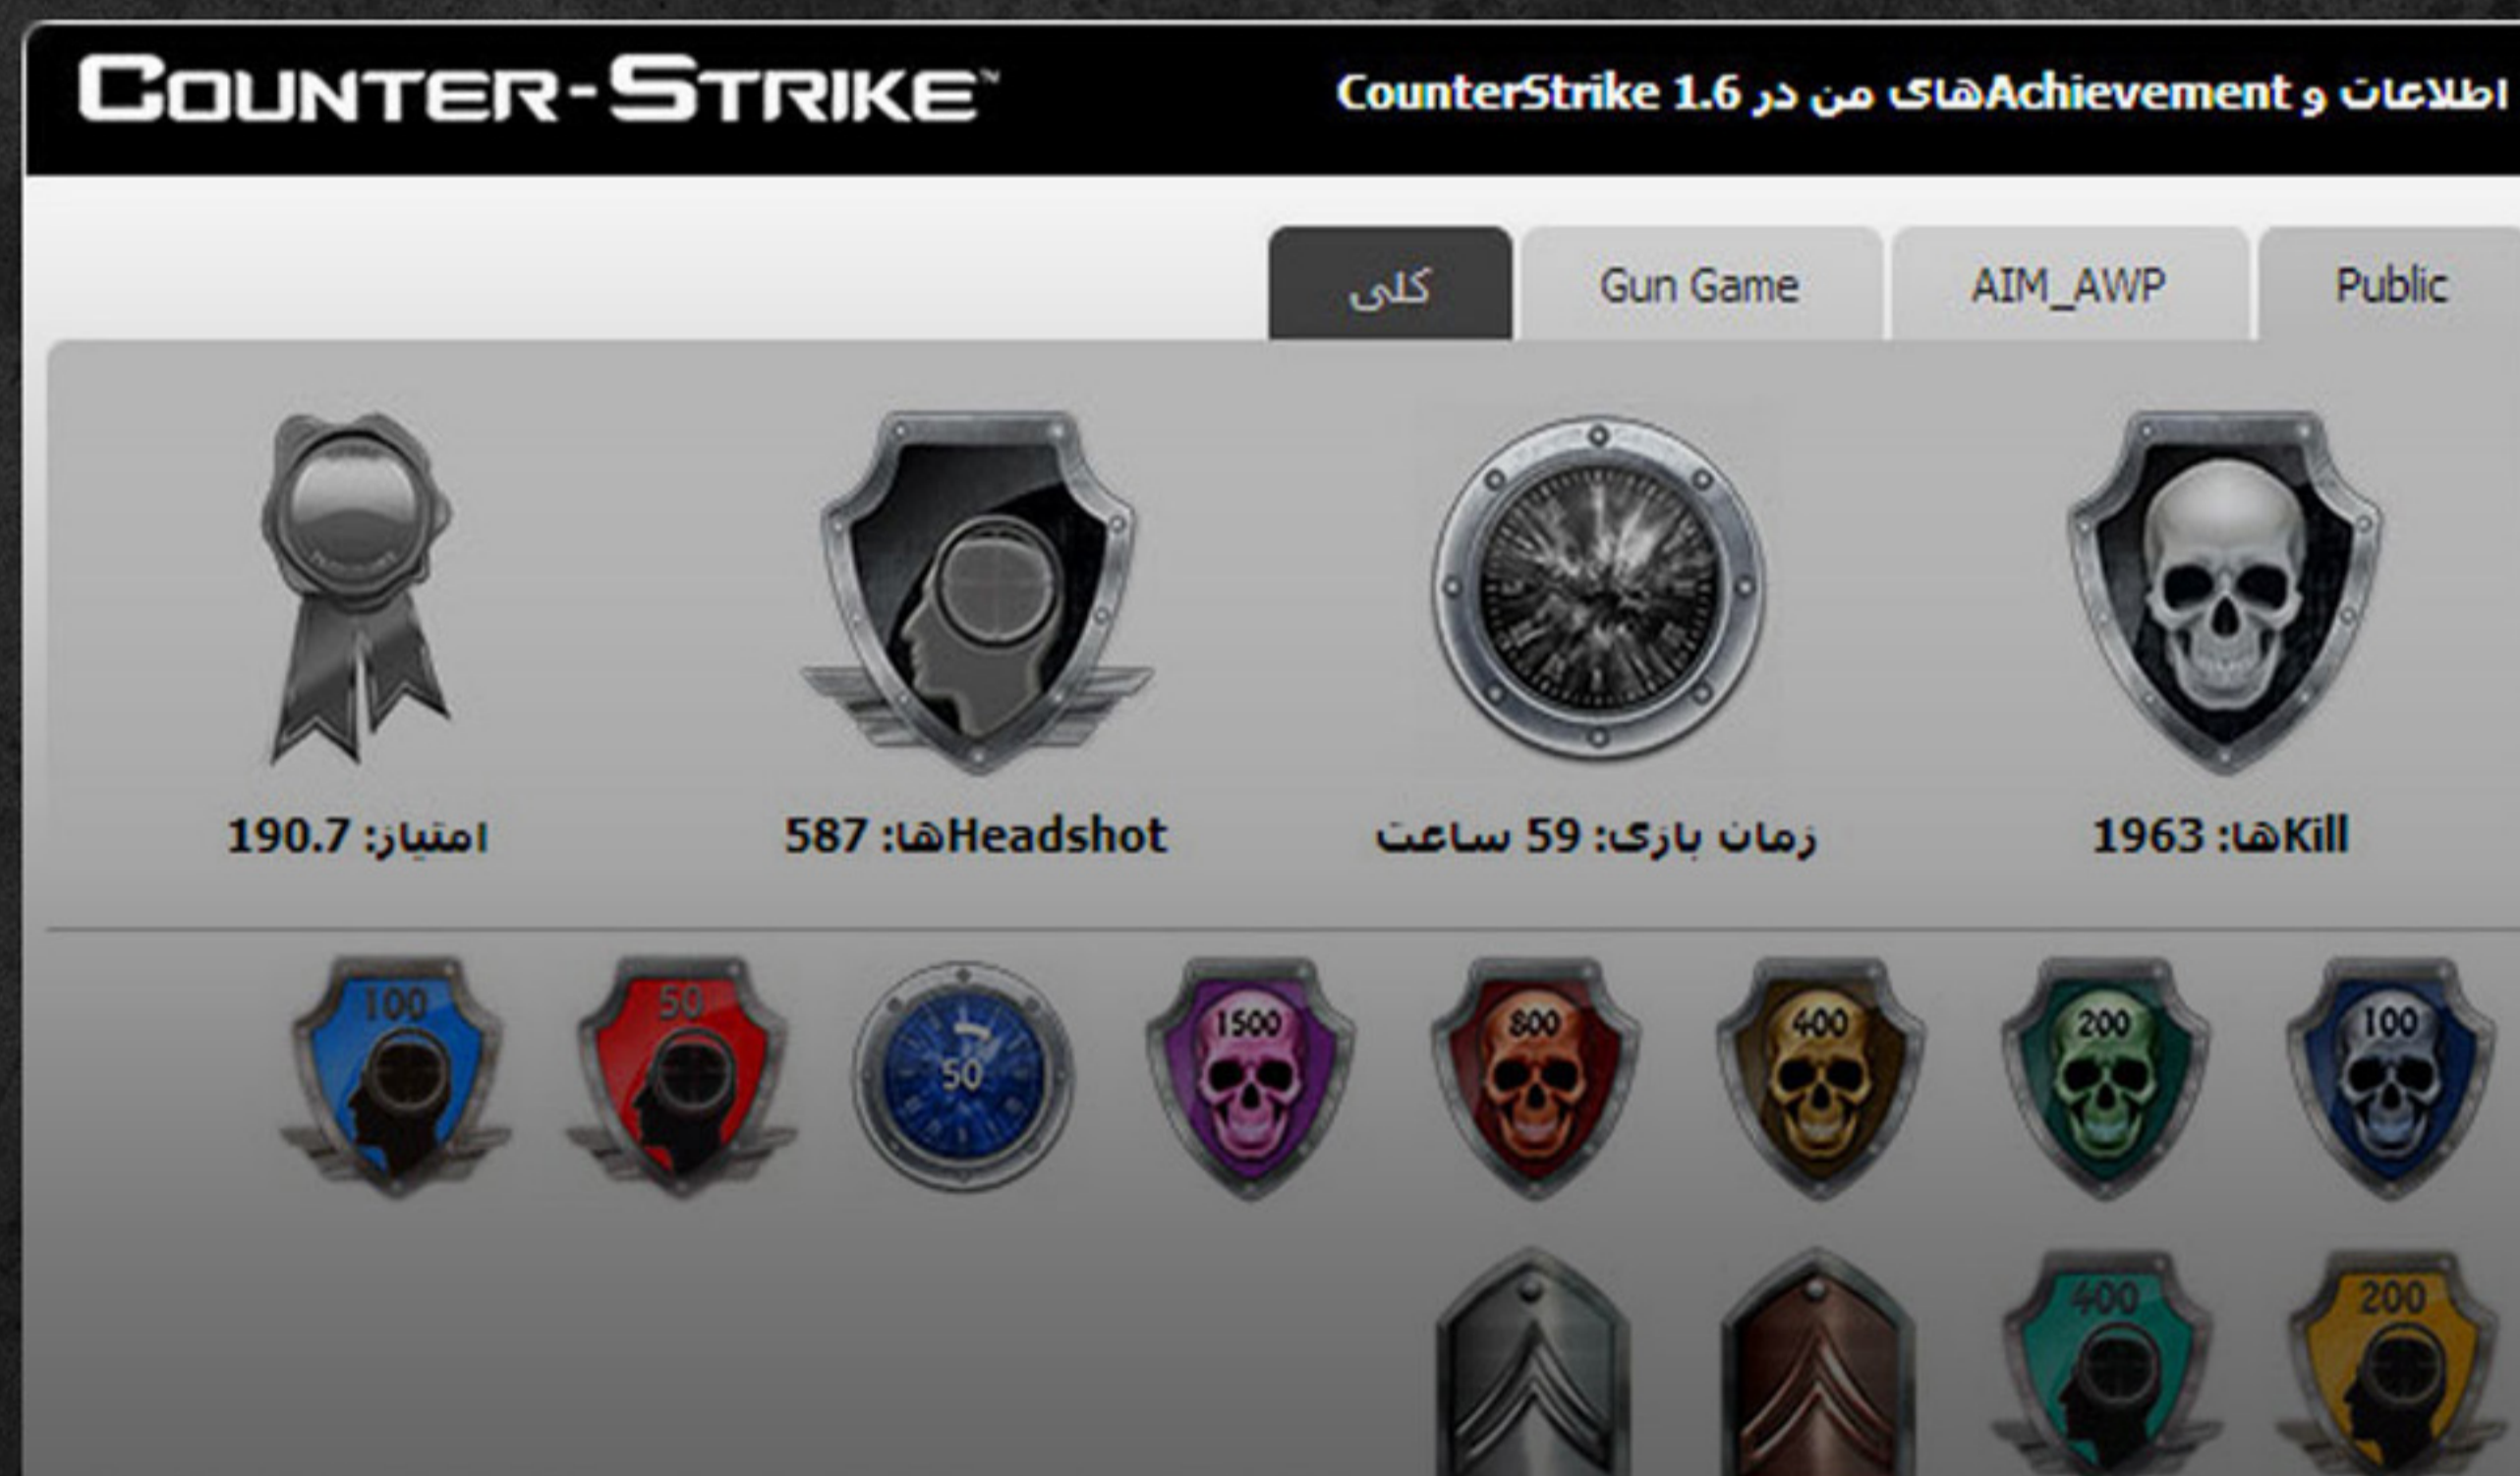 COUNTER-STRIKE™
اطلاعات و Achievementهای من در CounterStrike 1.6
Public
AIM_AWP
Gun Game
کلی
Killها: 1963
زمان بازی: 59 ساعت
Headshotها: 587
امتیاز: 190.7
100
200
400
800
1500
50
50
100
200
400